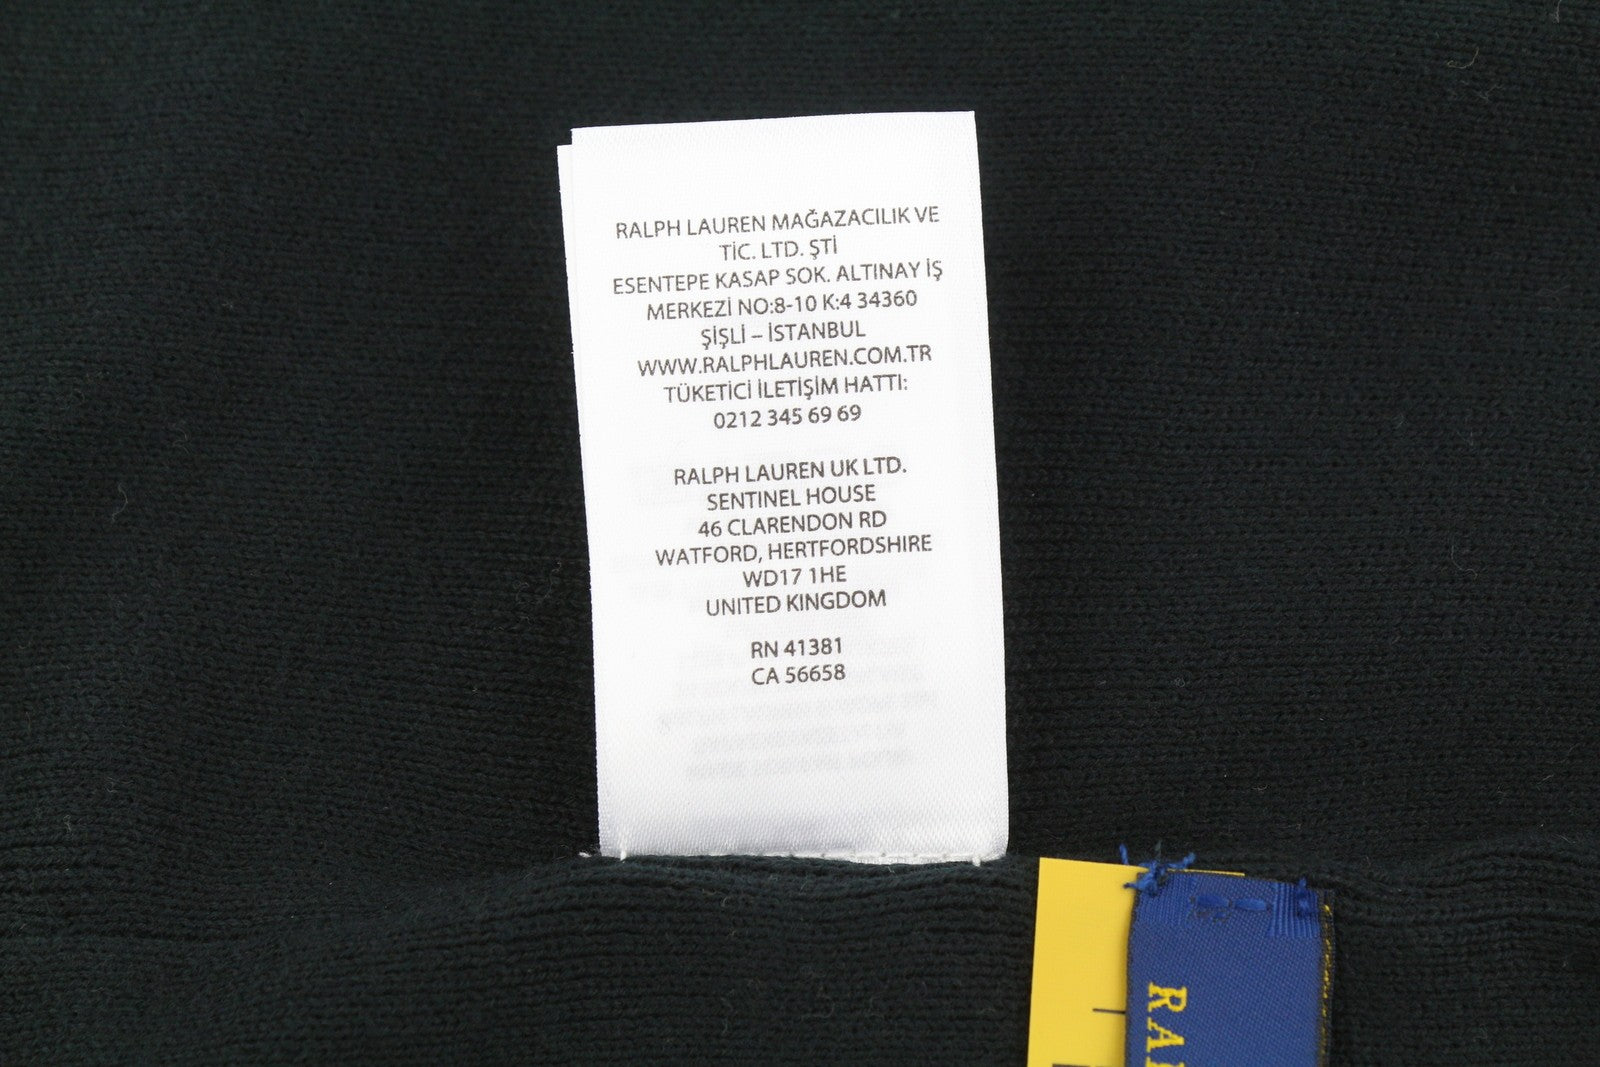 RALPH LAUREN MAĞAZACILIK VE
TİC. LTD. ŞTİ
ESENTEPE KASAP SOK. ALTINAY İŞ
MERKEZİ NO:8-10 K:4 34360
ŞİŞLİ – İSTANBUL
WWW.RALPHLAUREN.COM.TR
TÜKETİCİ İLETİŞİM HATTI:
0212 345 69 69
RALPH LAUREN UK LTD.
SENTINEL HOUSE
46 CLARENDON RD
WATFORD, HERTFORDSHIRE
WD17 1HE
UNITED KINGDOM
RN 41381
CA 56658